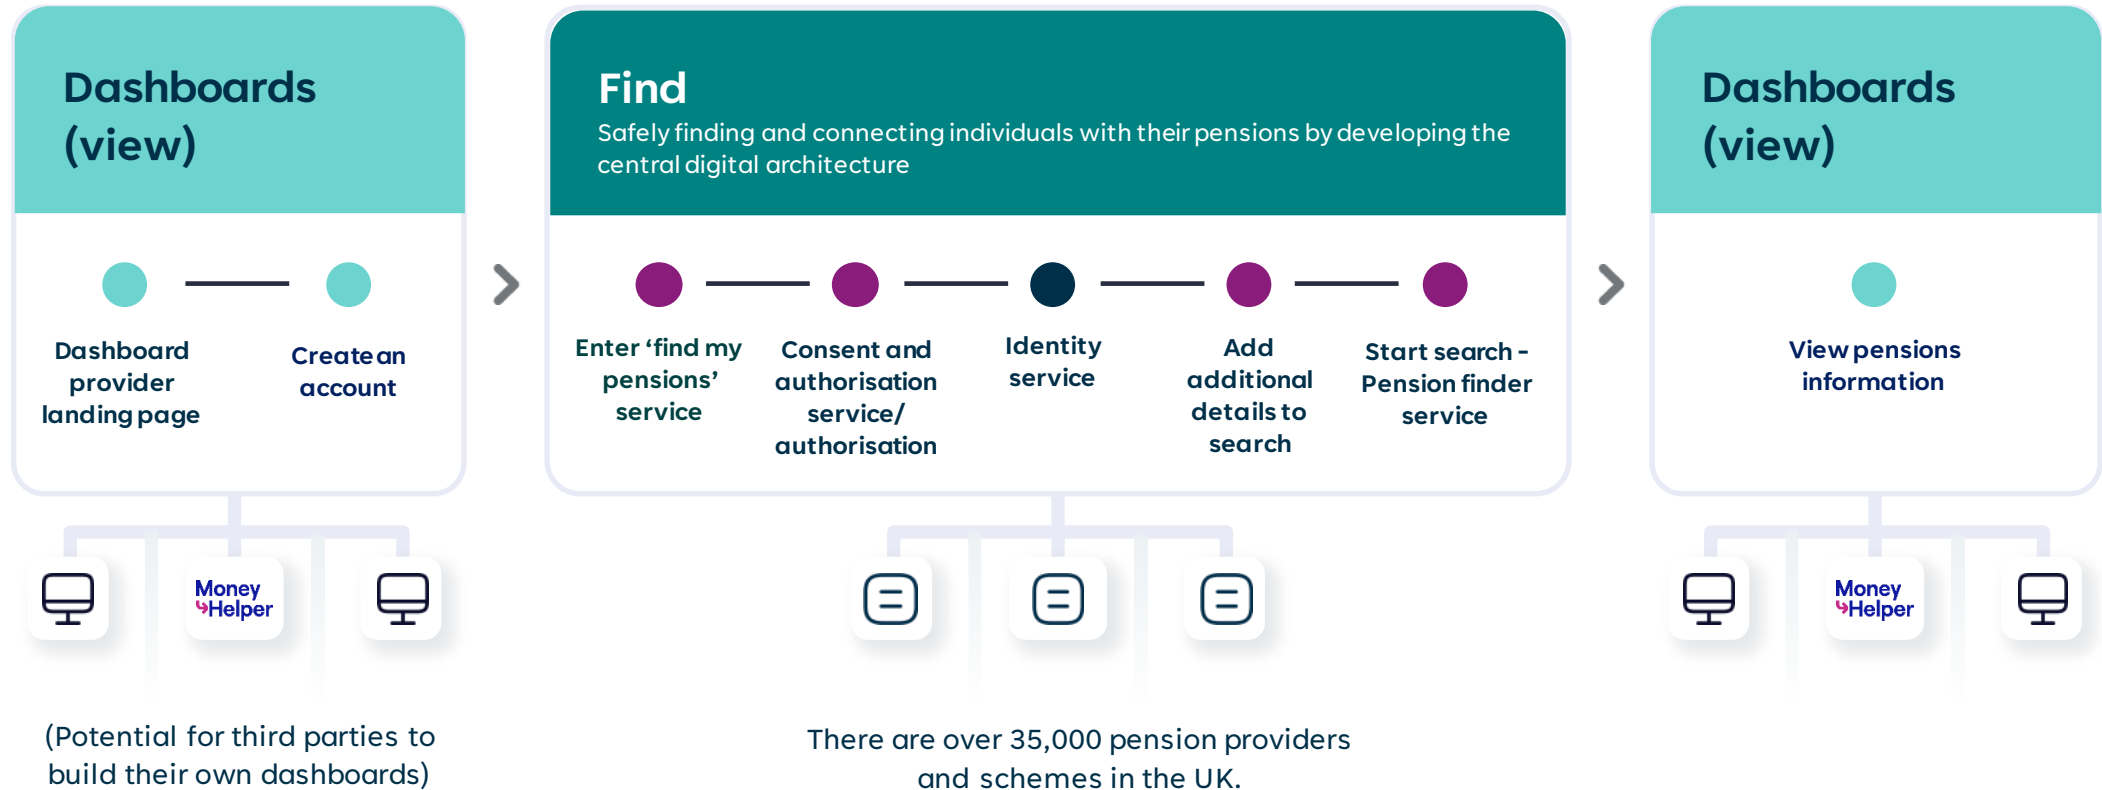 Dashboards
(view)
Dashboard
provider
landing page
Create an
account
Money
Helper
(Potential for third parties to
build their own dashboards)
Find
Safely finding and connecting individuals with their pensions by developing the
central digital architecture
Enter ‘find my
pensions’
service
Consent and
authorisation
service/
authorisation
Identity
service
Add
additional
details to
search
Start search -
Pension finder
service
There are over 35,000 pension providers
and schemes in the UK.
Dashboards
(view)
View pensions
information
Money
Helper